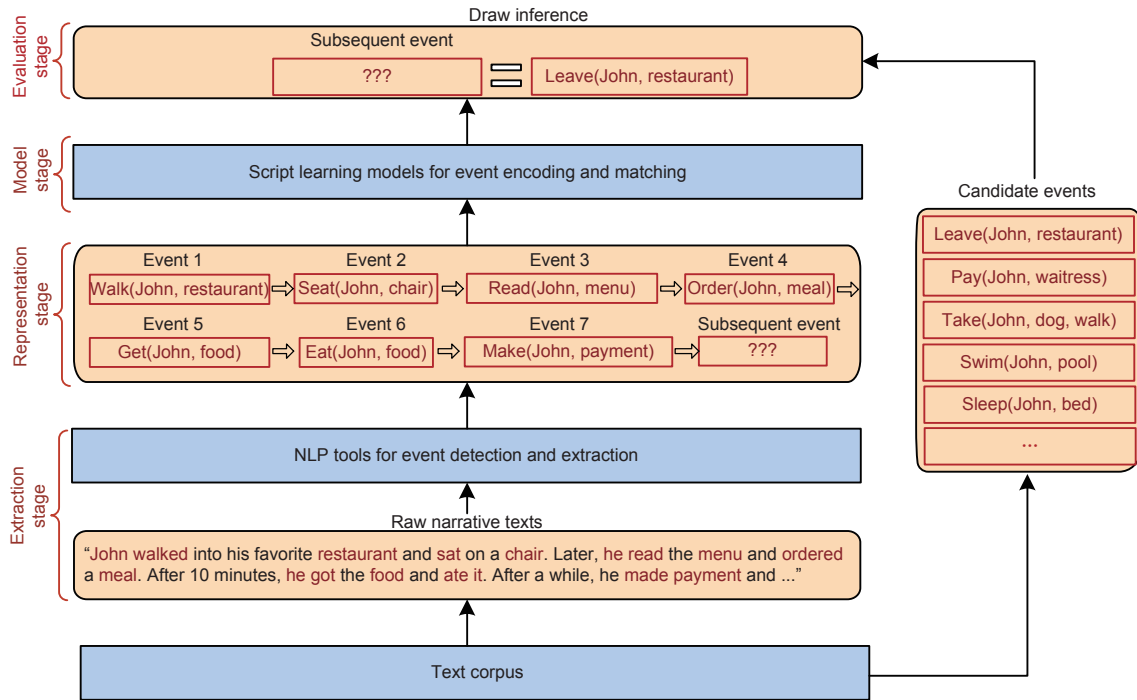 Draw inference
Evaluation
stage
Subsequent event
???
Leave(John, restaurant)
Model
stage
Script learning models for event encoding and matching
Candidate events
Leave(John, restaurant)
Pay(John, waitress)
Take(John, dog, walk)
Swim(John, pool)
Sleep(John, bed)
...
Representation
stage
Event 1
Event 2
Event 3
Event 4
Walk(John, restaurant)
Seat(John, chair)
Read(John, menu)
Order(John, meal)
Event 5
Event 6
Event 7
Subsequent event
Get(John, food)
Eat(John, food)
Make(John, payment)
???
Extraction
stage
NLP tools for event detection and extraction
Raw narrative texts
“John walked into his favorite restaurant and sat on a chair. Later, he read the menu and ordered
a meal. After 10 minutes, he got the food and ate it. After a while, he made payment and ...”
Text corpus